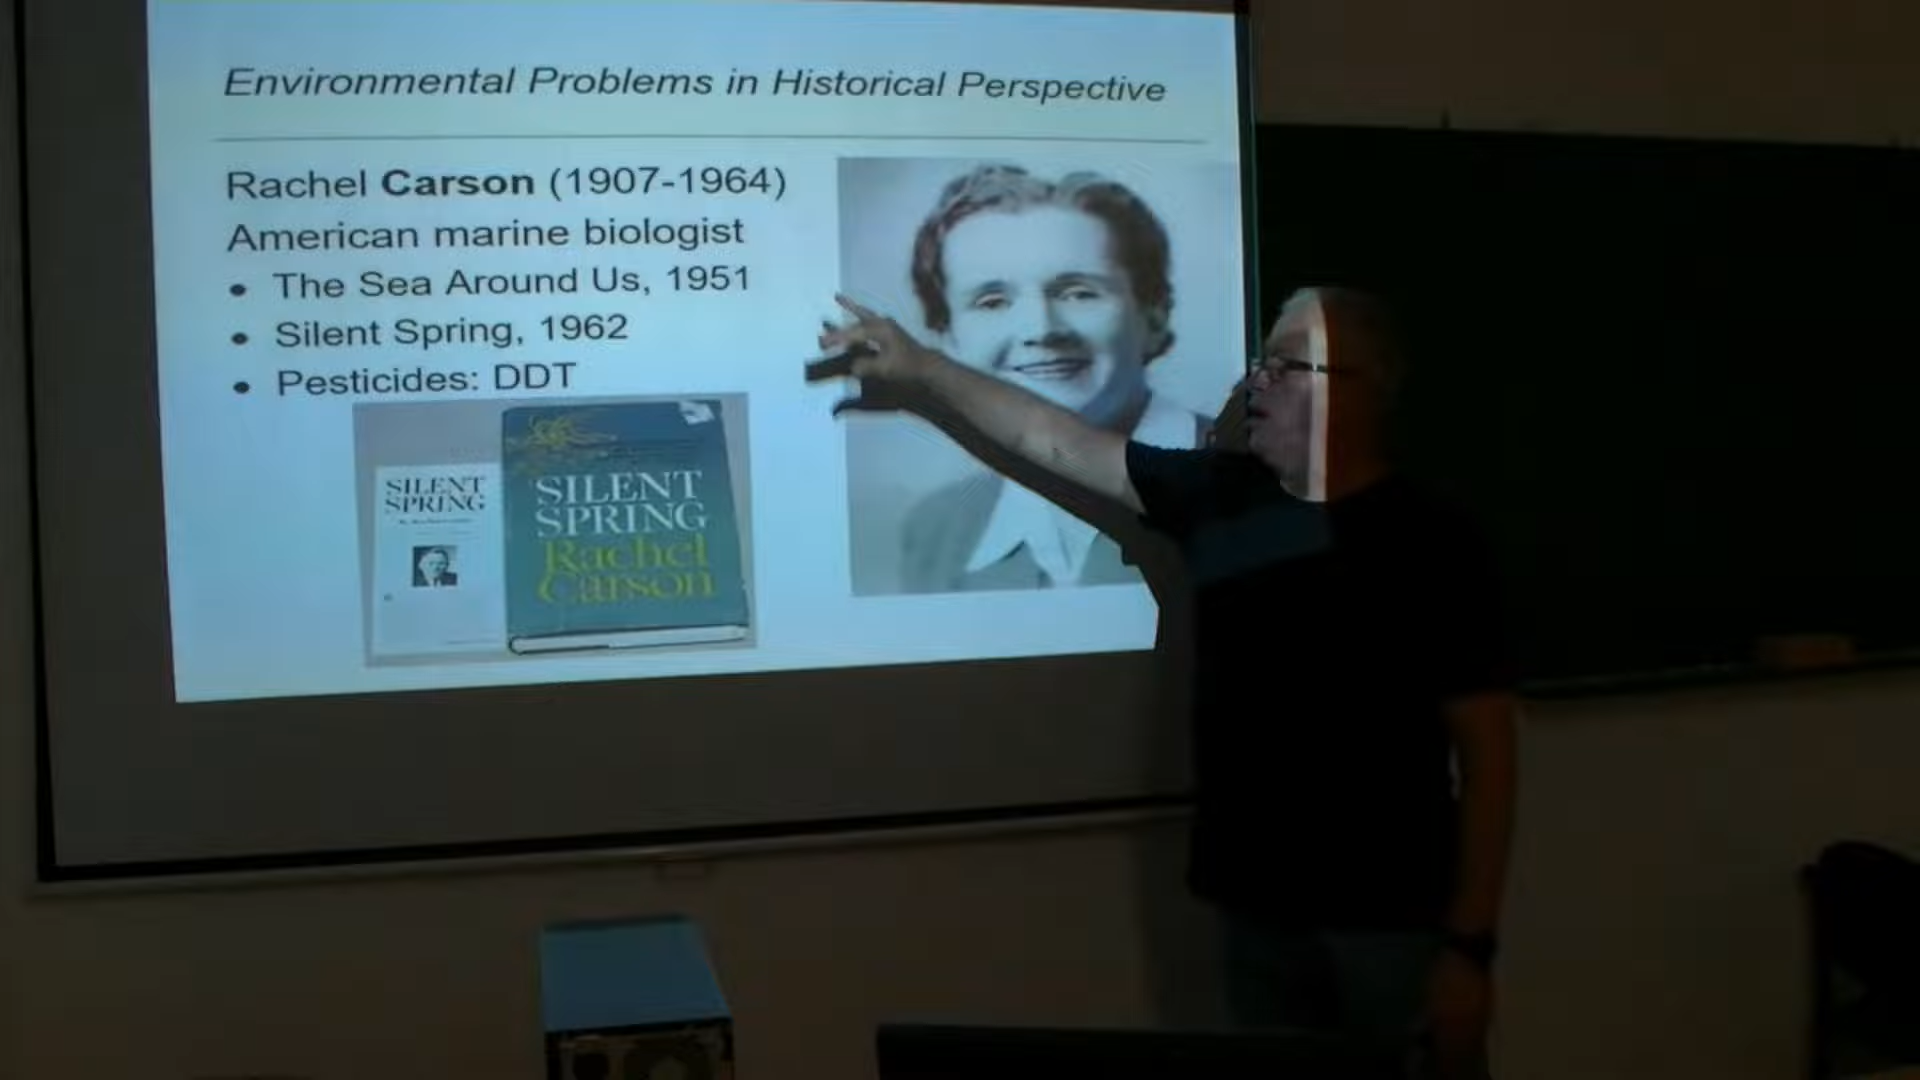 Environmental Problems in Historical Perspective
Rachel Carson (1907-1964)
American marine biologist
• The Sea Around Us, 1951
• Silent Spring, 1962
• Pesticides: DDT
SILENT
SPRING
SILENT
SPRING
Rachel
Carson